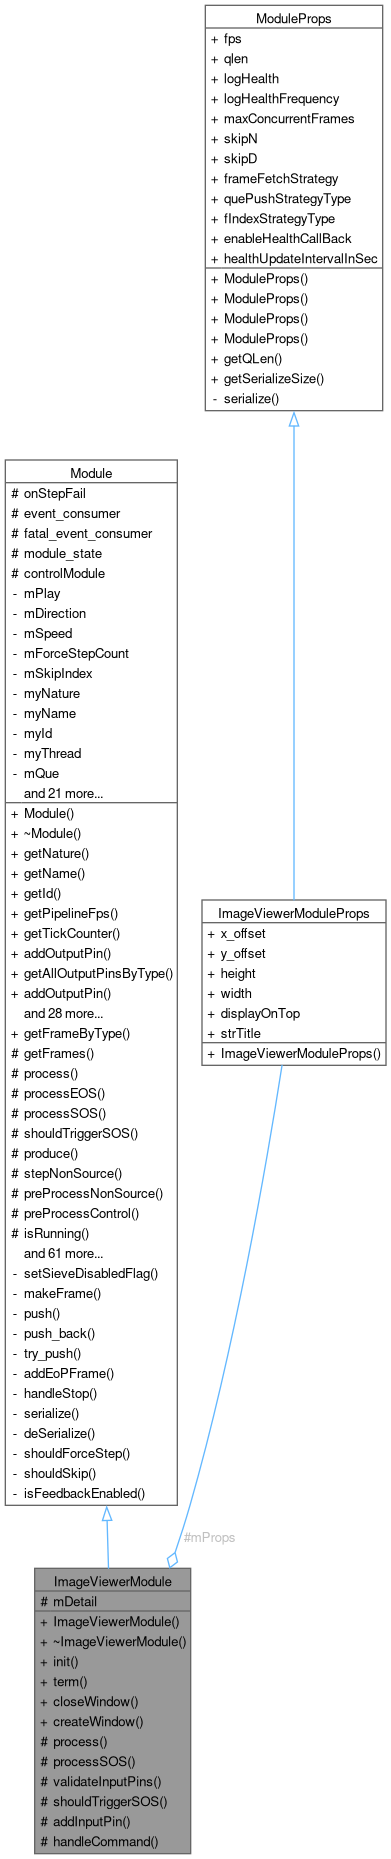 ModuleProps
+ fps
+ qlen
+ logHealth
+ logHealthFrequency
+ maxConcurrentFrames
+ skipN
+ skipD
+ frameFetchStrategy
+ quePushStrategyType
+ fIndexStrategyType
+ enableHealthCallBack
+ healthUpdateIntervalInSec
+ ModuleProps()
+ ModuleProps()
+ ModuleProps()
+ ModuleProps()
+ getQLen()
+ getSerializeSize()
- serialize()
Module
# onStepFail
# event_consumer
# fatal_event_consumer
# module_state
# controlModule
- mPlay
- mDirection
- mSpeed
- mForceStepCount
- mSkipIndex
- myNature
- myName
- myId
- myThread
- mQue
and 21 more...
+ Module()
+ ~Module()
+ getNature()
+ getName()
+ getId()
+ getPipelineFps()
+ getTickCounter()
+ addOutputPin()
+ getAllOutputPinsByType()
+ addOutputPin()
and 28 more...
+ getFrameByType()
# getFrames()
# process()
# processEOS()
# processSOS()
# shouldTriggerSOS()
# produce()
# stepNonSource()
# preProcessNonSource()
# preProcessControl()
# isRunning()
and 61 more...
- setSieveDisabledFlag()
- makeFrame()
- push()
- push_back()
- try_push()
- addEoPFrame()
- handleStop()
- serialize()
- deSerialize()
- shouldForceStep()
- shouldSkip()
- isFeedbackEnabled()
ImageViewerModuleProps
+ x_offset
+ y_offset
+ height
+ width
+ displayOnTop
+ strTitle
+ ImageViewerModuleProps()
#mProps
ImageViewerModule
# mDetail
+ ImageViewerModule()
+ ~ImageViewerModule()
+ init()
+ term()
+ closeWindow()
+ createWindow()
# process()
# processSOS()
# validateInputPins()
# shouldTriggerSOS()
# addInputPin()
# handleCommand()